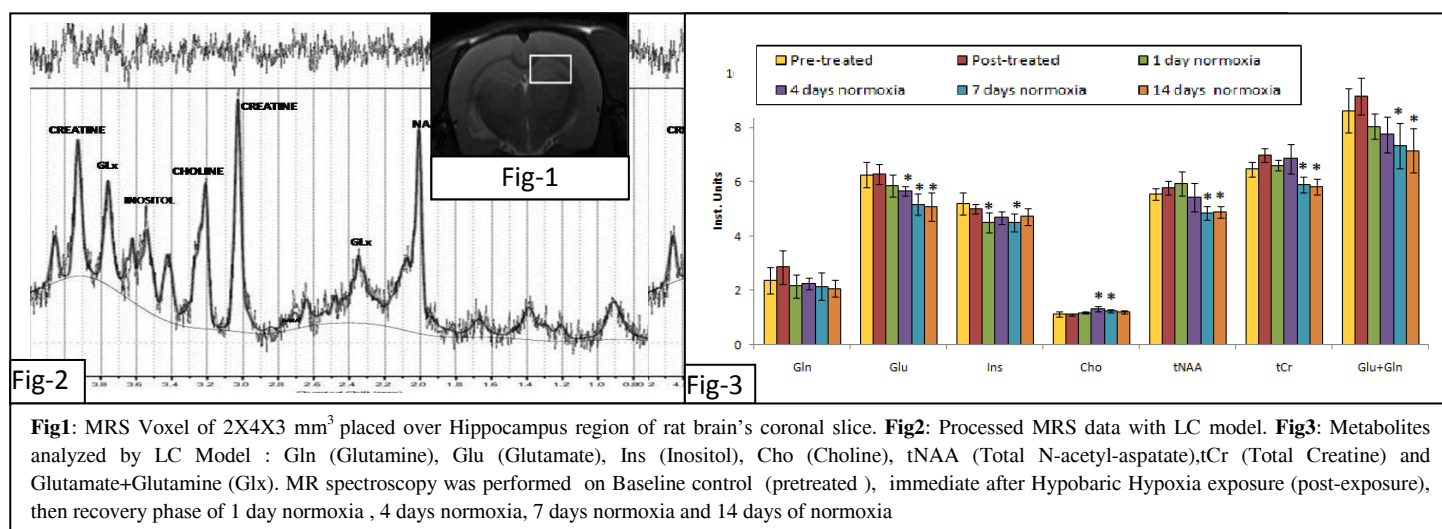 CREATINE
CREATINE
GLx
CHOLINE
INOSITOL
GLx
NA
CR
Fig-1
Fig-2
3.8 3.6 3.4 3.2 3.0 2.8 2.6 2.4 2.2 2.0 1.8 1.6 1.4 1.2 1.0 0.80
Pre-treated Post-treated 1 day normoxia
4 days normoxia 7 days normoxia 14 days normoxia
Inst. Units
10
8
6
4
2
0
* * * * * * * * * * * * * *
Gln Glu Ins Cho tNAA tCr Glu+Gln
Fig-3
Fig1: MRS Voxel of 2X4X3 mm³ placed over Hippocampus region of rat brain's coronal slice. Fig2: Processed MRS data with LC model. Fig3: Metabolites
analyzed by LC Model : Gln (Glutamine), Glu (Glutamate), Ins (Inositol), Cho (Choline), tNAA (Total N-acetyl-aspatate),tCr (Total Creatine) and
Glutamate+Glutamine (Glx). MR spectroscopy was performed on Baseline control (pretreated ), immediate after Hypobaric Hypoxia exposure (post-exposure),
then recovery phase of 1 day normoxia , 4 days normoxia, 7 days normoxia and 14 days of normoxia